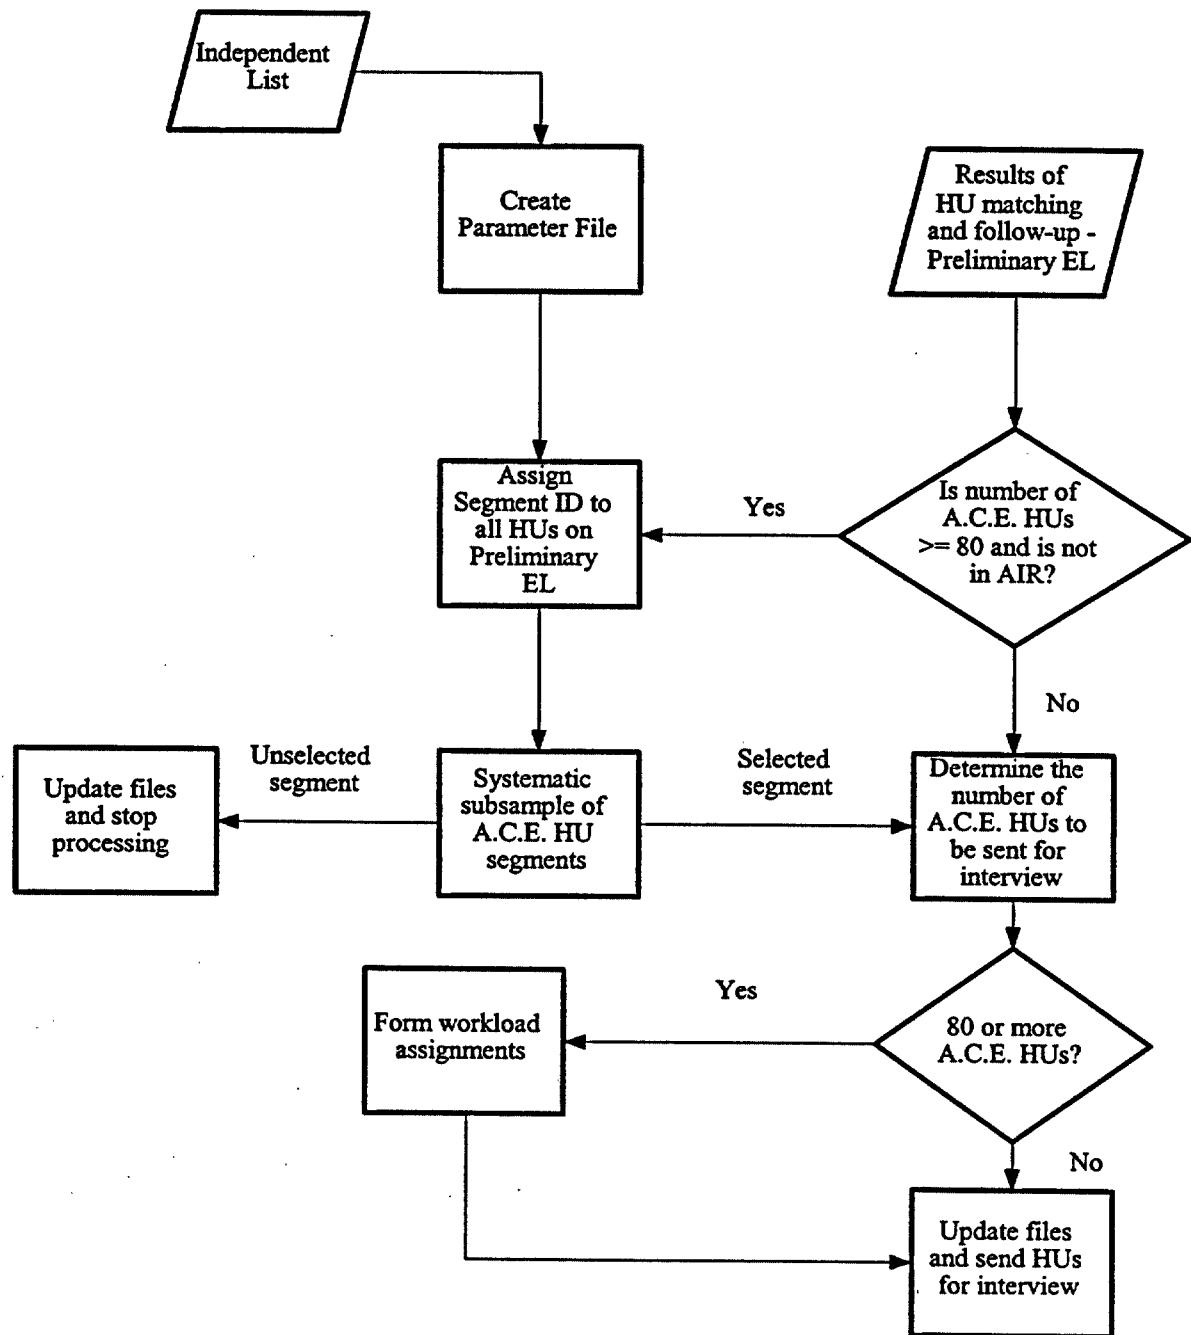 Independent
List
Create
Parameter File
Results of
HU matching
and follow-up -
Preliminary EL
Assign
Segment ID to
all HUs on
Preliminary
EL
Yes
Is number of
A.C.E. HUs
>= 80 and is not
in AIR?
No
Update files
and stop
processing
Unselected
segment
Systematic
subsample of
A.C.E. HU
segments
Selected
segment
Determine the
number of
A.C.E. HUs to
be sent for
interview
Form workload
assignments
Yes
80 or more
A.C.E. HUs?
No
Update files
and send HUs
for interview